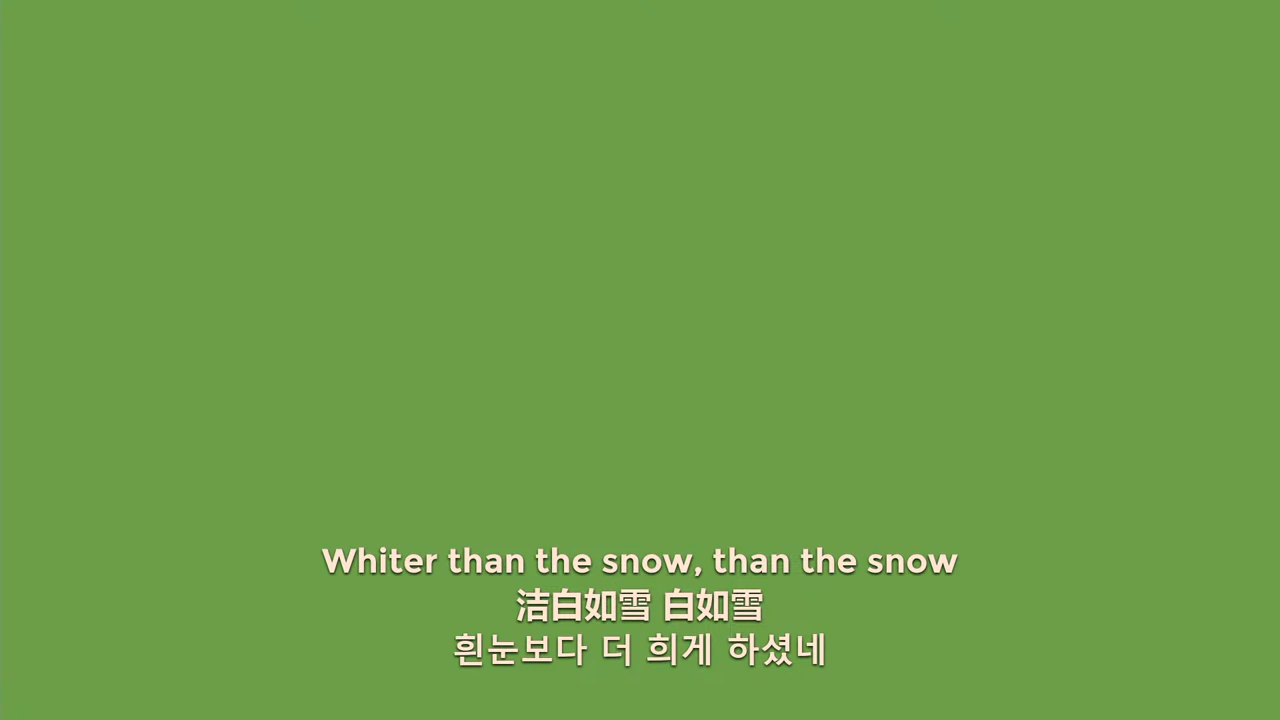 Whiter than the snow, than the snow
洁白如雪 白如雪
흰눈보다 더 희게 하셨네